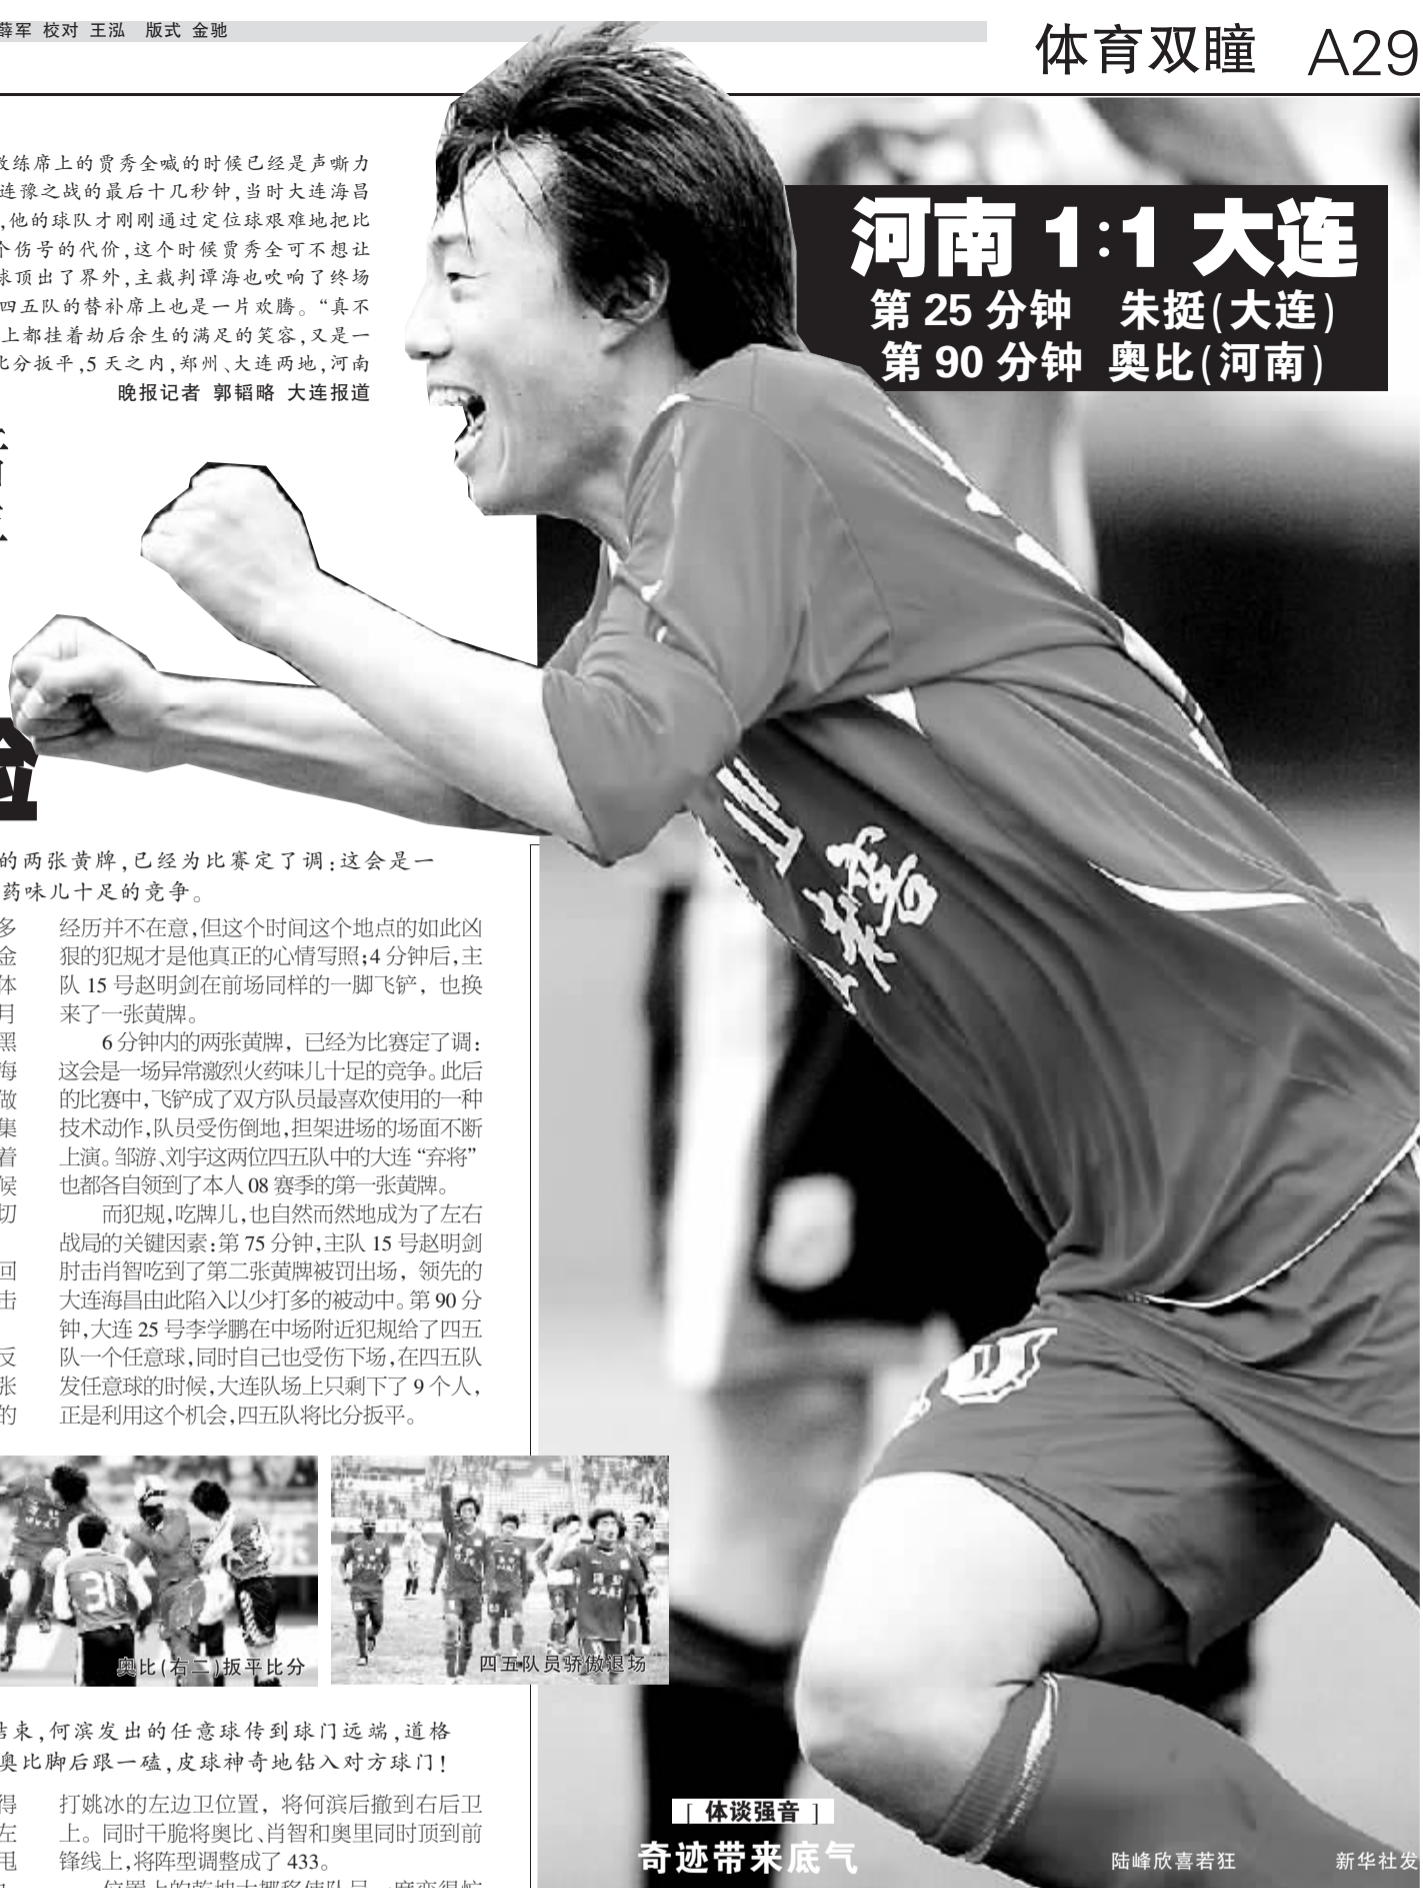 薛军 校对 王泓 版式 金驰
体育双瞳 A29
教练席上的贾秀全喊的时候已经是声嘶力
连豫之战的最后十几秒钟,当时大连海昌
,他的球队才刚刚通过定位球艰难地把比
个伤号的代价,这个时候贾秀全可不想让
球顶出了界外,主裁判谭海也吹响了终场
四五队的替补席上也是一片欢腾。“真不
上都挂着劫后余生的满足的笑容,又是一
比分扳平,5天之内,郑州、大连两地,河南
晚报记者 郭韬略 大连报道
河南 1:1 大连
第 25 分钟 朱挺(大连)
第 90 分钟 奥比(河南)
的两张黄牌,已经为比赛定了调:这会是一
药味儿十足的竞争。
多
金
体
月
黑
海
做
集
着
候
切
回
击
反
张
的
经历并不在意,但这个时间这个地点的如此凶
狠的犯规才是他真正的心情写照;4 分钟后,主
队 15 号赵明剑在前场同样的一脚飞铲,也换
来了一张黄牌。
6 分钟内的两张黄牌,已经为比赛定了调:
这会是一场异常激烈火药味儿十足的竞争。此后
的比赛中,飞铲成了双方队员最喜欢使用的一种
技术动作,队员受伤倒地,担架进场的场面不断
上演。邹游、刘宇这两位四五队中的大连“弃将”
也都各自领到了本人 08 赛季的第一张黄牌。
而犯规,吃牌儿,也自然而然地成为了左右
战局的关键因素:第 75 分钟,主队 15 号赵明剑
肘击肖智吃到了第二张黄牌被罚出场,领先的
大连海昌由此陷入以少打多的被动中。第 90 分
钟,大连 25 号李学鹏在中场附近犯规给了四五
队一个任意球,同时自己也受伤下场,在四五队
发任意球的时候,大连队场上只剩下了 9 个人,
正是利用这个机会,四五队将比分扳平。
31
奥比(右二)扳平比分
四五队员骄傲退场
结束,何滨发出的任意球传到球门远端,道格
奥比脚后跟一磕,皮球神奇地钻入对方球门!
得
左
甩
打姚冰的左边卫位置,将何滨后撤到右后卫
上。同时干脆将奥比、肖智和奥里同时顶到前
锋线上,将阵型调整成了 433。
[ 体谈强音 ]
奇迹带来底气
陆峰欣喜若狂 新华社发